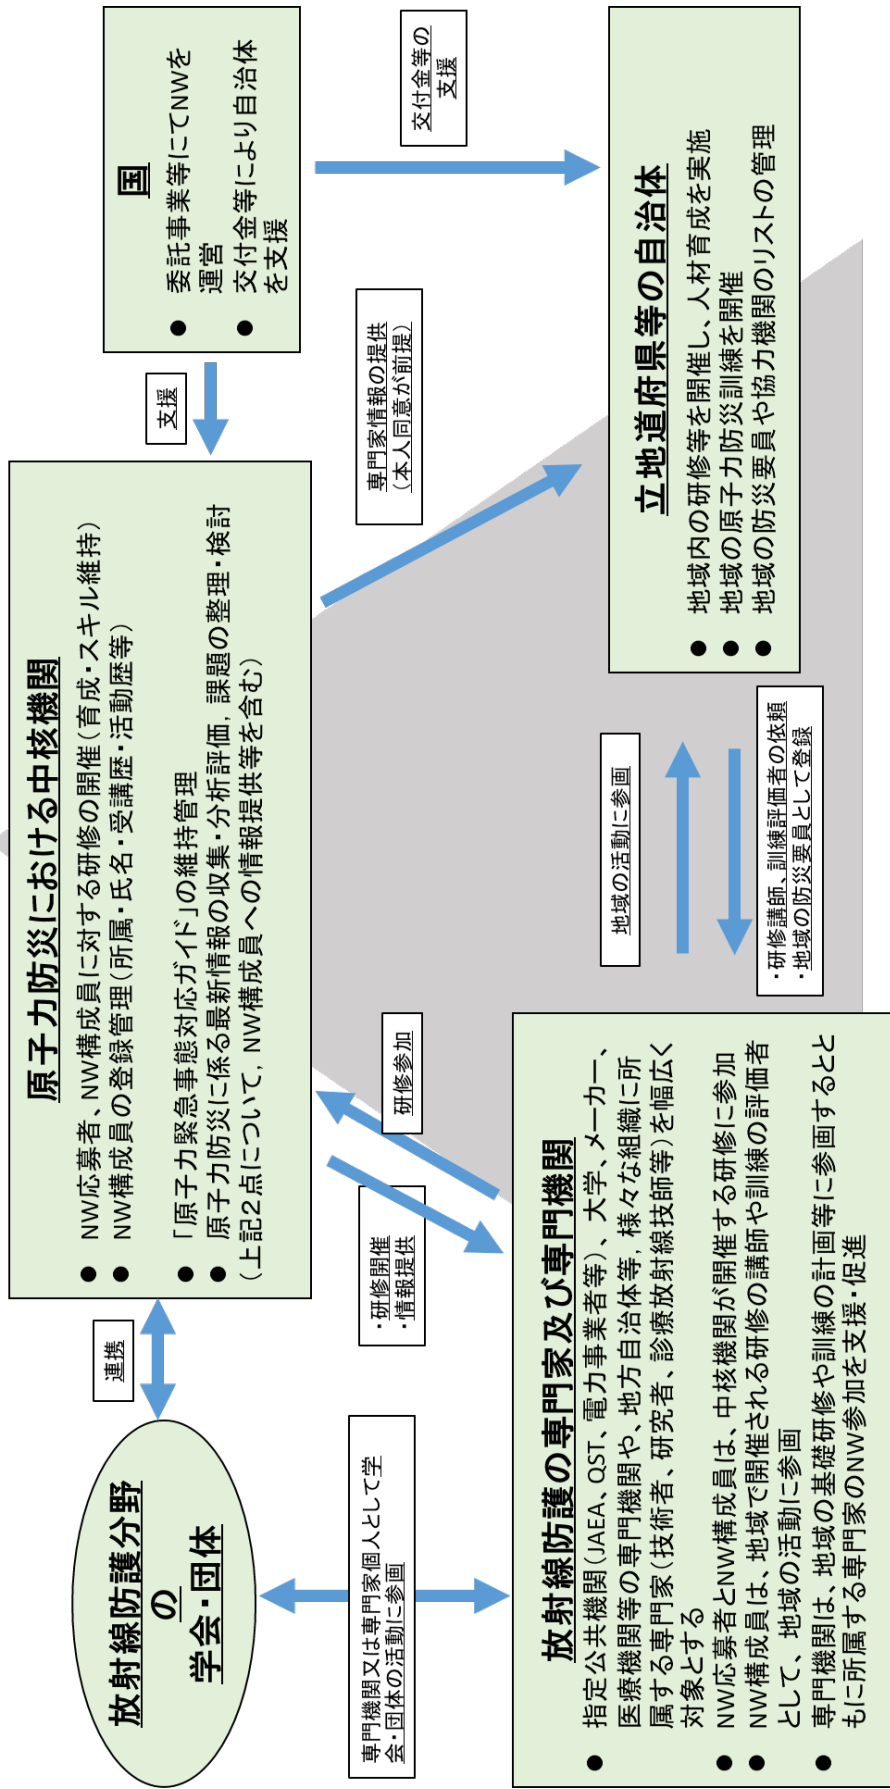 放射線防護分野
の
学会・団体
連携
原子力防災における中核機関
● NW応募者、NW構成員に対する研修の開催(育成・スキル維持)
● NW構成員の登録管理(所属・氏名・受講歴・活動歴等)
● 「原子力緊急事態対応ガイド」の維持管理
● 原子力防災に係る最新情報の収集・分析評価，課題の整理・検討
(上記2点について，NW構成員への情報提供等を含む)
支援
国
● 委託事業等にてNWを
運営
● 交付金等により自治体
を支援
専門機関又は専門家個人として学
会・団体の活動に参画
・研修開催
・情報提供
研修参加
専門家情報の提供
(本人同意が前提)
交付金等の
支援
放射線防護の専門家及び専門機関
● 指定公共機関(JAEA、QST、電力事業者等)、大学、メーカー、
医療機関等の専門機関や、地方自治体等，様々な組織に所
属する専門家(技術者、研究者、診療放射線技師等)を幅広く
対象とする
● NW応募者とNW構成員は、中核機関が開催する研修に参加
● NW構成員は、地域で開催される研修の講師や訓練の評価者
として、地域の活動に参画
● 専門機関は、地域の基礎研修や訓練の計画等に参画するとと
もに所属する専門家のNW参加を支援・促進
地域の活動に参画
・研修講師、訓練評価者の依頼
・地域の防災要員として登録
立地道府県等の自治体
● 地域内の研修等を開催し、人材育成を実施
● 地域の原子力防災訓練を開催
● 地域の防災要員や協力機関のリストの管理